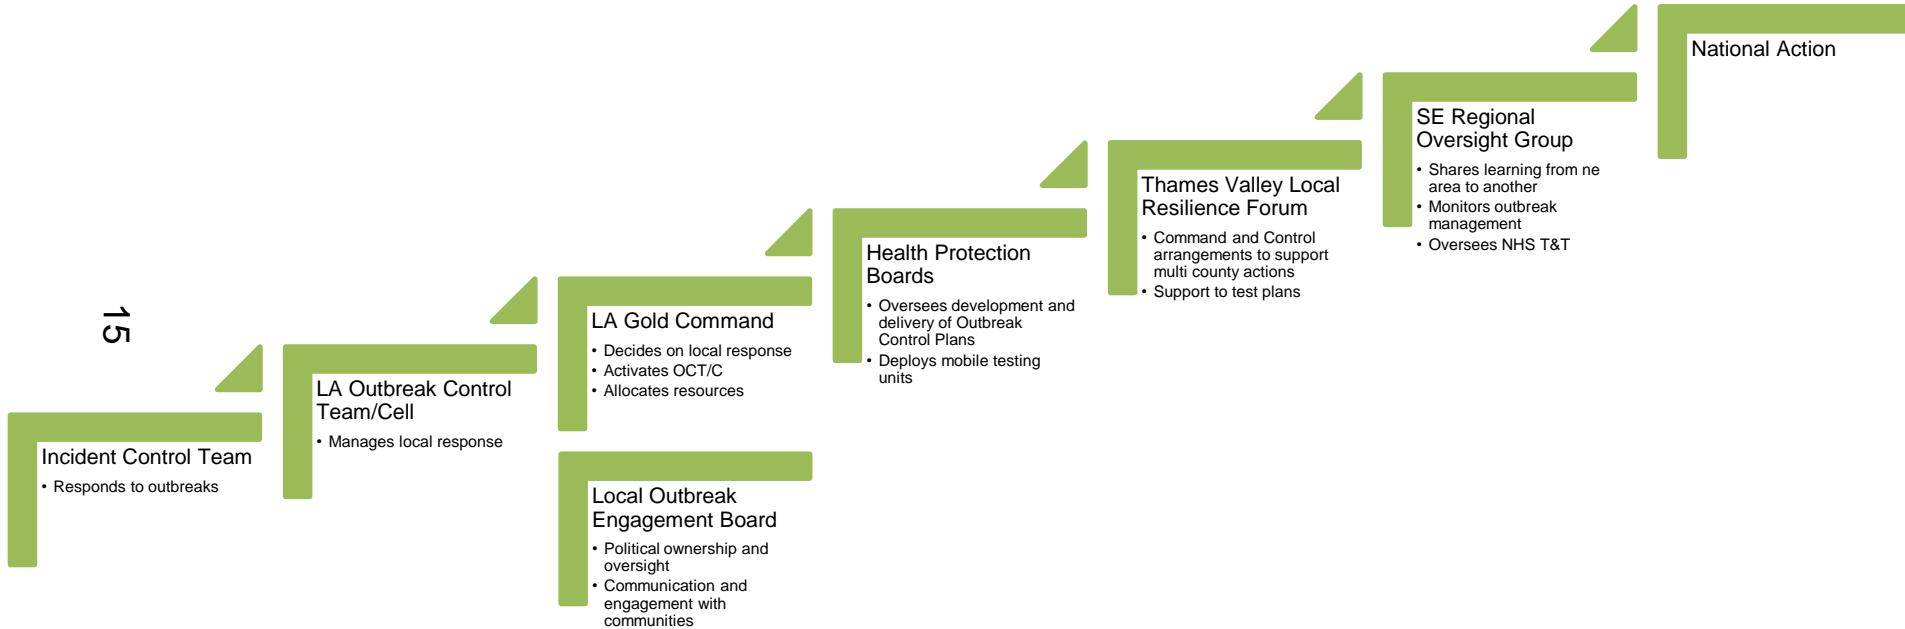 15
Incident Control Team
• Responds to outbreaks
LA Outbreak Control
Team/Cell
• Manages local response
LA Gold Command
• Decides on local response
• Activates OCT/C
• Allocates resources
Local Outbreak
Engagement Board
• Political ownership and
oversight
• Communication and
engagement with
communities
Health Protection
Boards
• Oversees development and
delivery of Outbreak
Control Plans
• Deploys mobile testing
units
Thames Valley Local
Resilience Forum
• Command and Control
arrangements to support
multi county actions
• Support to test plans
SE Regional
Oversight Group
• Shares learning from ne
area to another
• Monitors outbreak
management
• Oversees NHS T&T
National Action